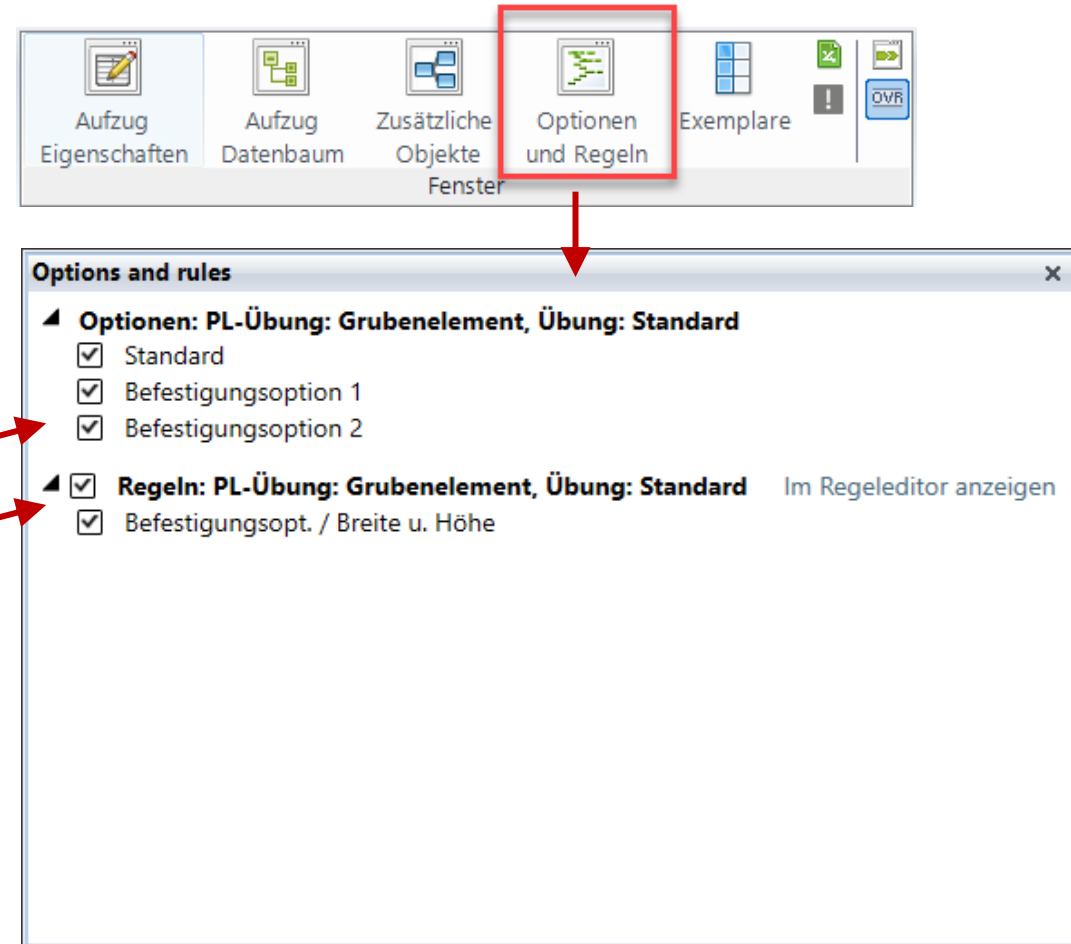 Aufzug Eigenschaften
Aufzug Datenbaum
Zusätzliche Objekte
Optionen und Regeln
Exemplare
OVR
Fenster
Options and rules
Optionen: PL-Übung: Grubenelement, Übung: Standard
Standard
Befestigungsoption 1
Befestigungsoption 2
Regeln: PL-Übung: Grubenelement, Übung: Standard Im Regeleditor anzeigen
Befestigungsopt. / Breite u. Höhe